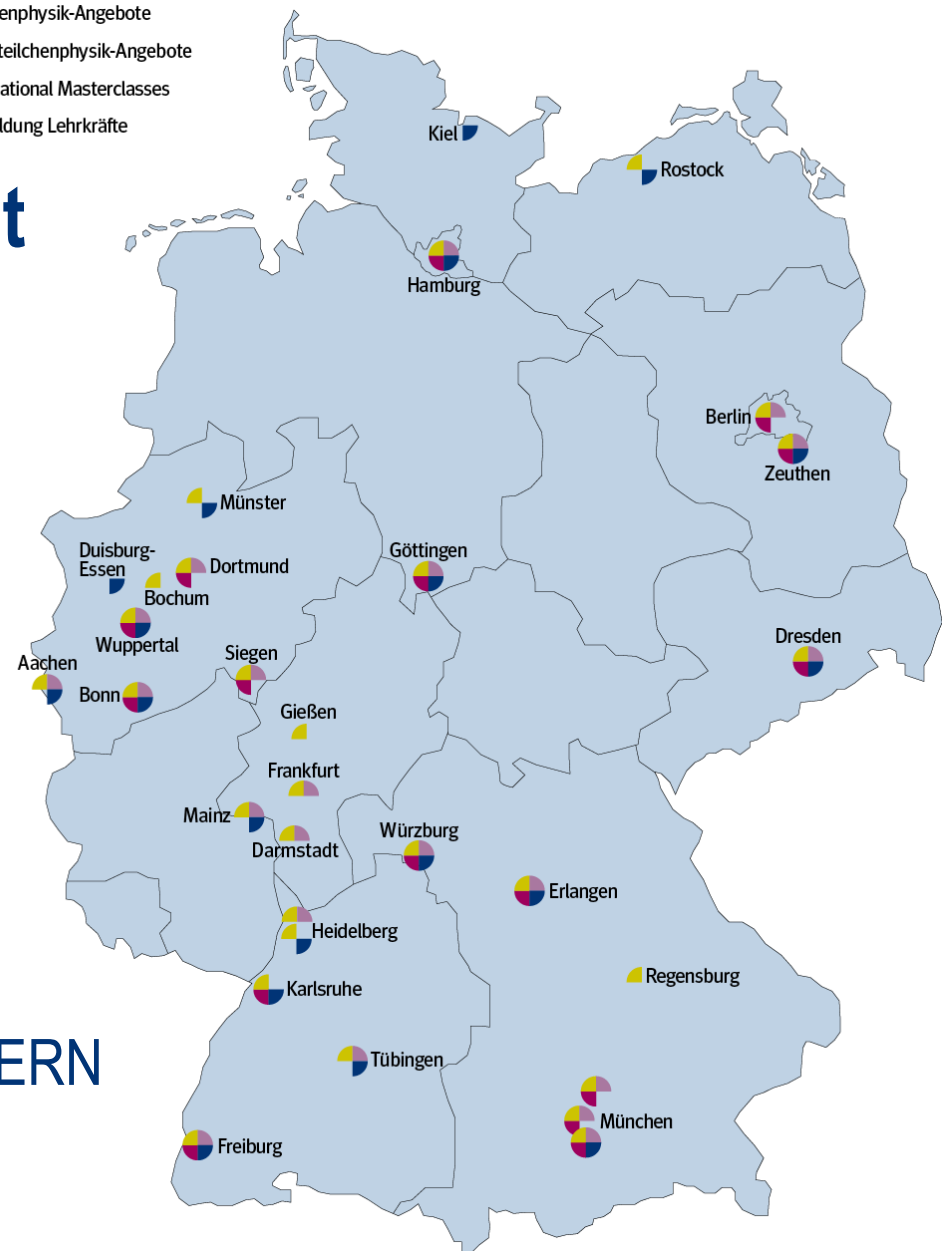 enphysik-Angebote
teilchenphysik-Angebote
ational Masterclasses
ldung Lehrkräfte
t
Kiel
Rostock
Hamburg
Berlin
Zeuthen
Münster
Duisburg-
Essen
Dortmund
Bochum
Göttingen
Wuppertal
Dresden
Siegen
Aachen
Bonn
Gießen
Frankfurt
Mainz
Darmstadt
Würzburg
Erlangen
Heidelberg
Karlsruhe
Regensburg
Tübingen
ERN
München
Freiburg